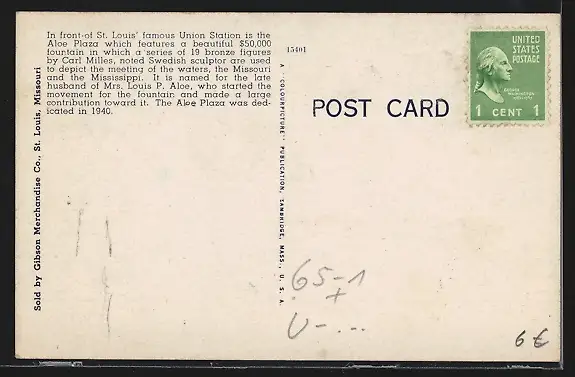 In front of St. Louis' famous Union Station is the
Aloe Plaza which features a beautiful $50,000
fountain in which a series of 19 bronze figures
by Carl Milles, noted Swedish sculptor are used
to depict the meeting of the waters, the Missouri
and the Mississippi. It is named for the late
husband of Mrs. Louis P. Aloe, who started the
movement for the fountain and made a large
contribution toward it. The Aloe Plaza was ded-
icated in 1940.
Sold by Gibson Merchandise Co., St. Louis, Missouri
15401
A "COLORPICTURE" PUBLICATION, CAMBRIDGE, MASS., U. S. A.
POST CARD
UNITED
STATES
POSTAGE
GEORGE
WASHINGTON
1 CENT 1
65-1
+
U-...
6 €